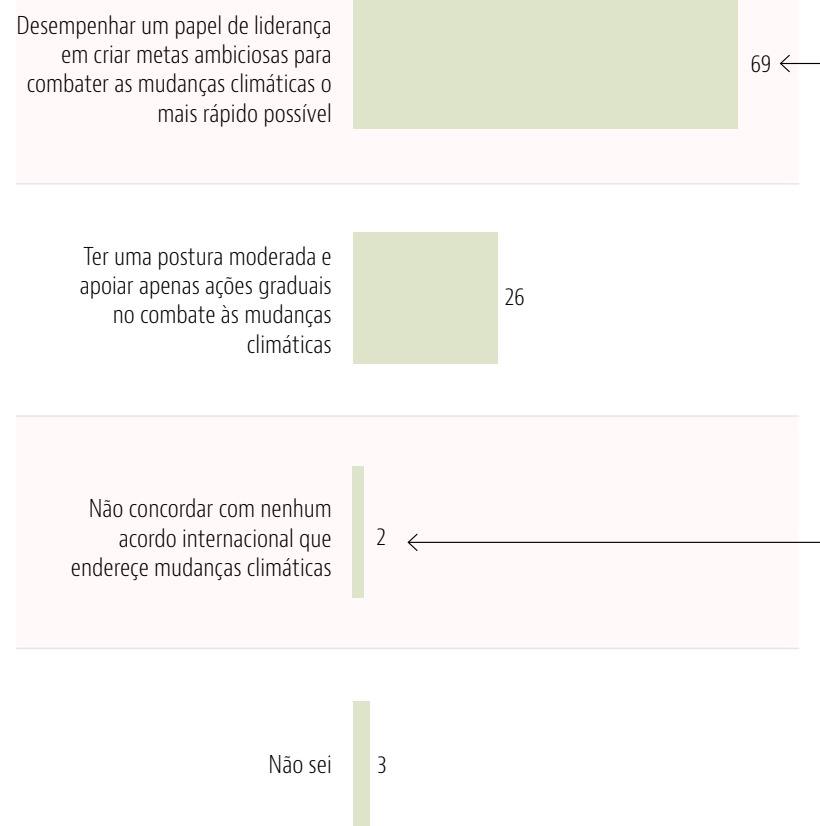 Desempenhar um papel de liderança
em criar metas ambiciosas para
combater as mudanças climáticas o
mais rápido possível
69
Ter uma postura moderada e
apoiar apenas ações graduais
no combate às mudanças
climáticas
26
Não concordar com nenhum
acordo internacional que
endereçe mudanças climáticas
2
Não sei
3